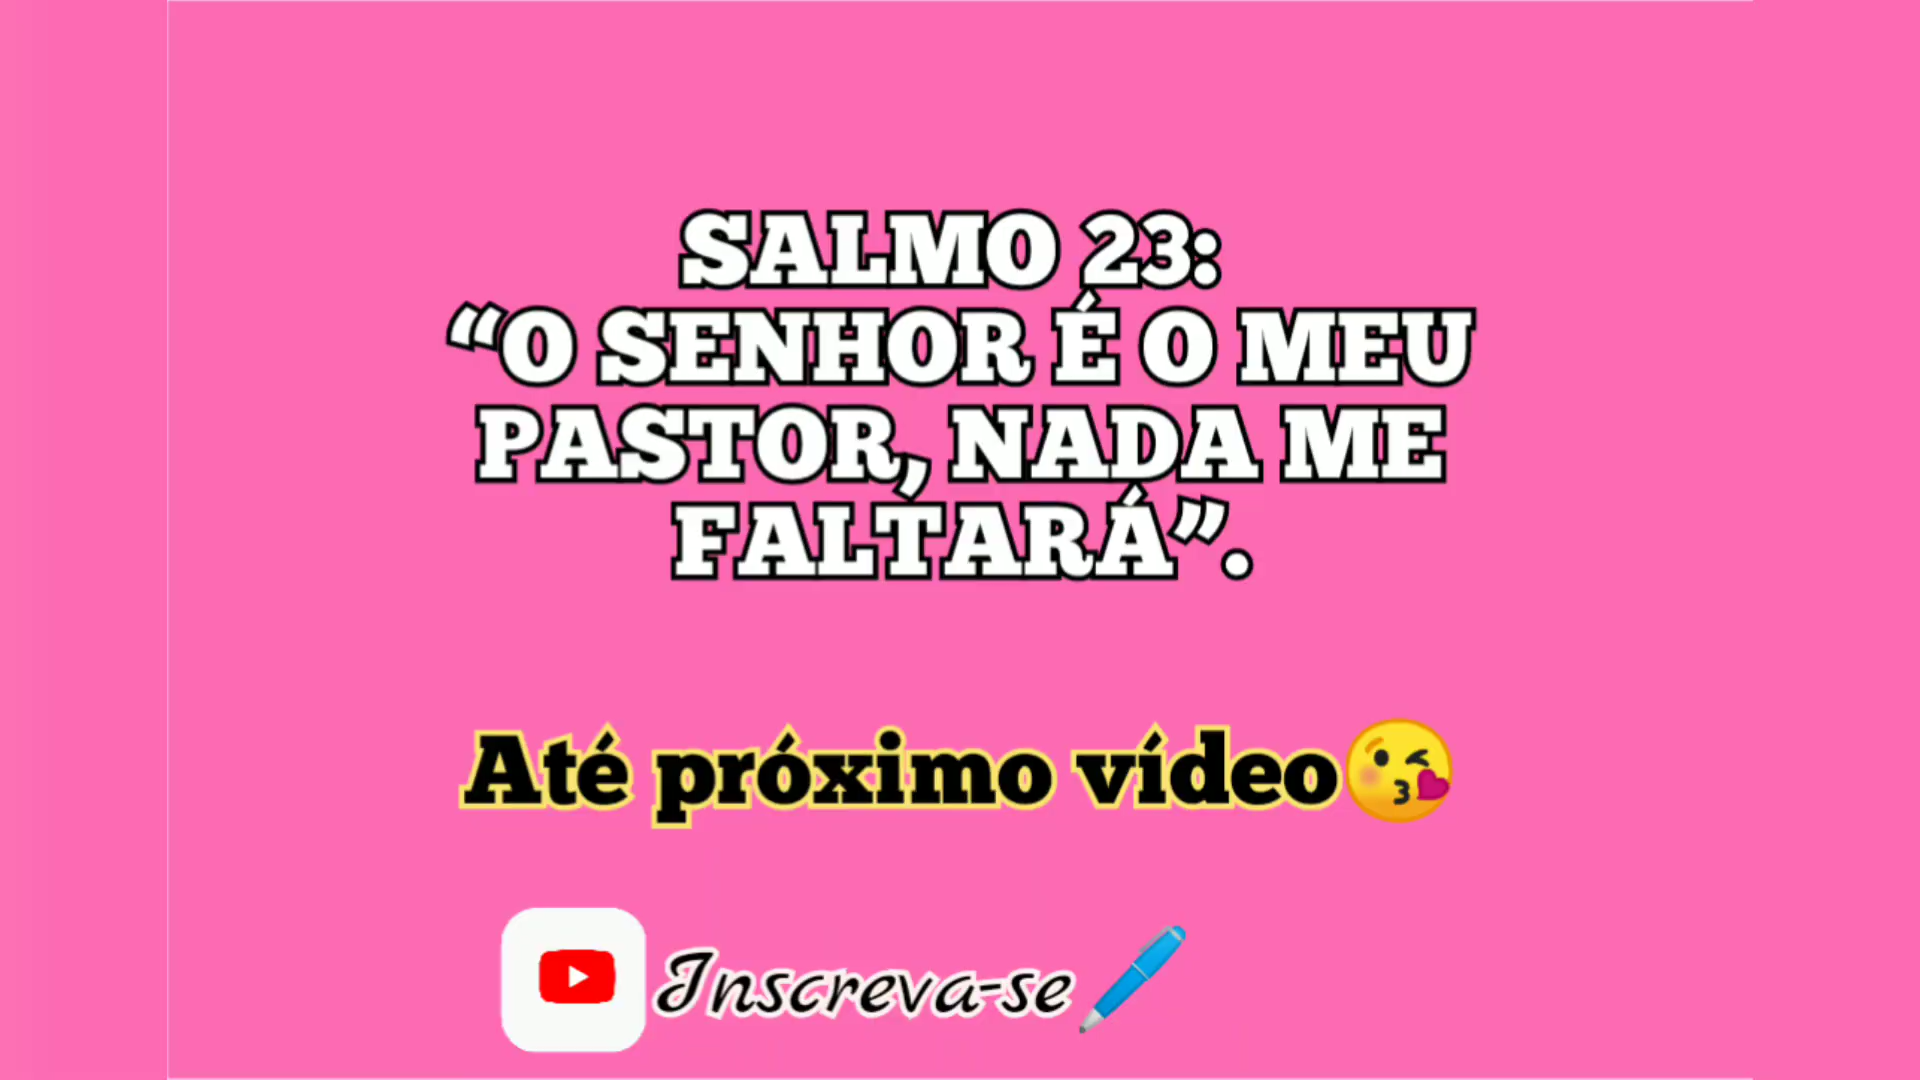 SALMO 23:
“O SENHOR É O MEU
PASTOR, NADA ME
FALTARÁ”.
Até próximo vídeo😘
Inscreva-se🖊️